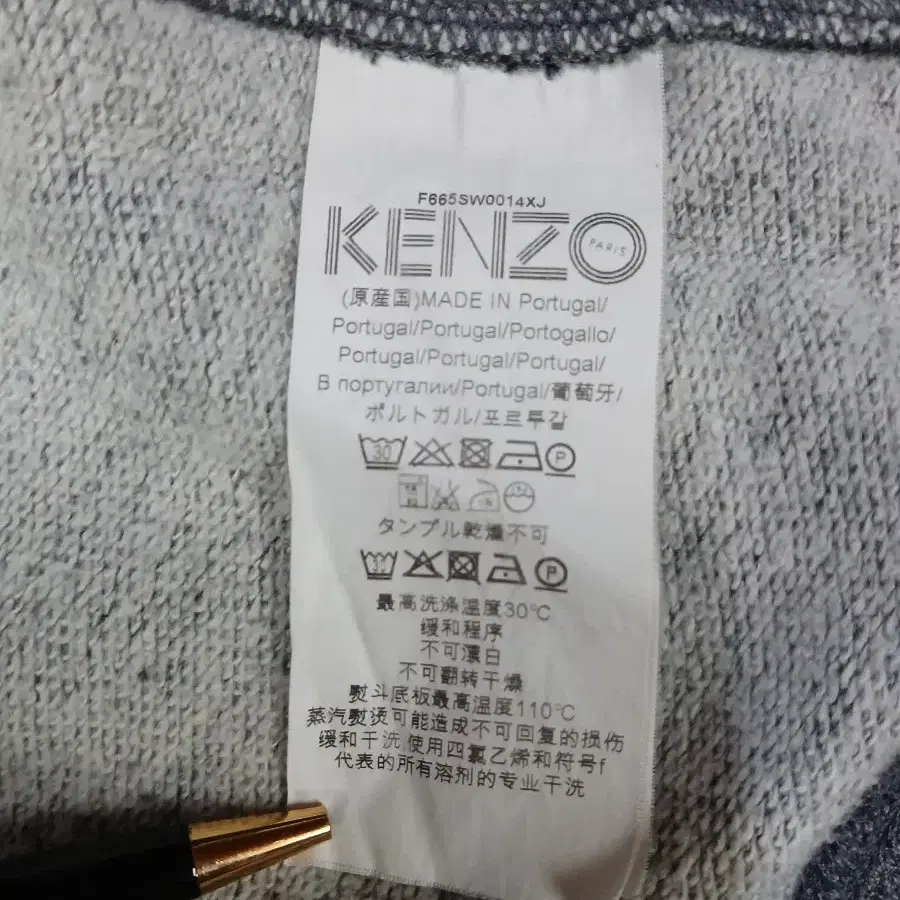 F665SW0014XJ
KENZO
PARIS
(原産国)MADE IN Portugal/
Portugal/Portugal/Portogallo/
Portugal/Portugal/Portugal/
В португалии/Portugal/葡萄牙/
ポルトガル/포르투갈
30 P
タンブル乾燥不可
30 P
最高洗涤温度30℃
缓和程序
不可漂白
不可翻转干燥
熨斗底板最高温度110℃
蒸汽熨烫可能造成不可回复的损伤
缓和干洗 使用四氯乙烯和符号f
代表的所有溶剂的专业干洗